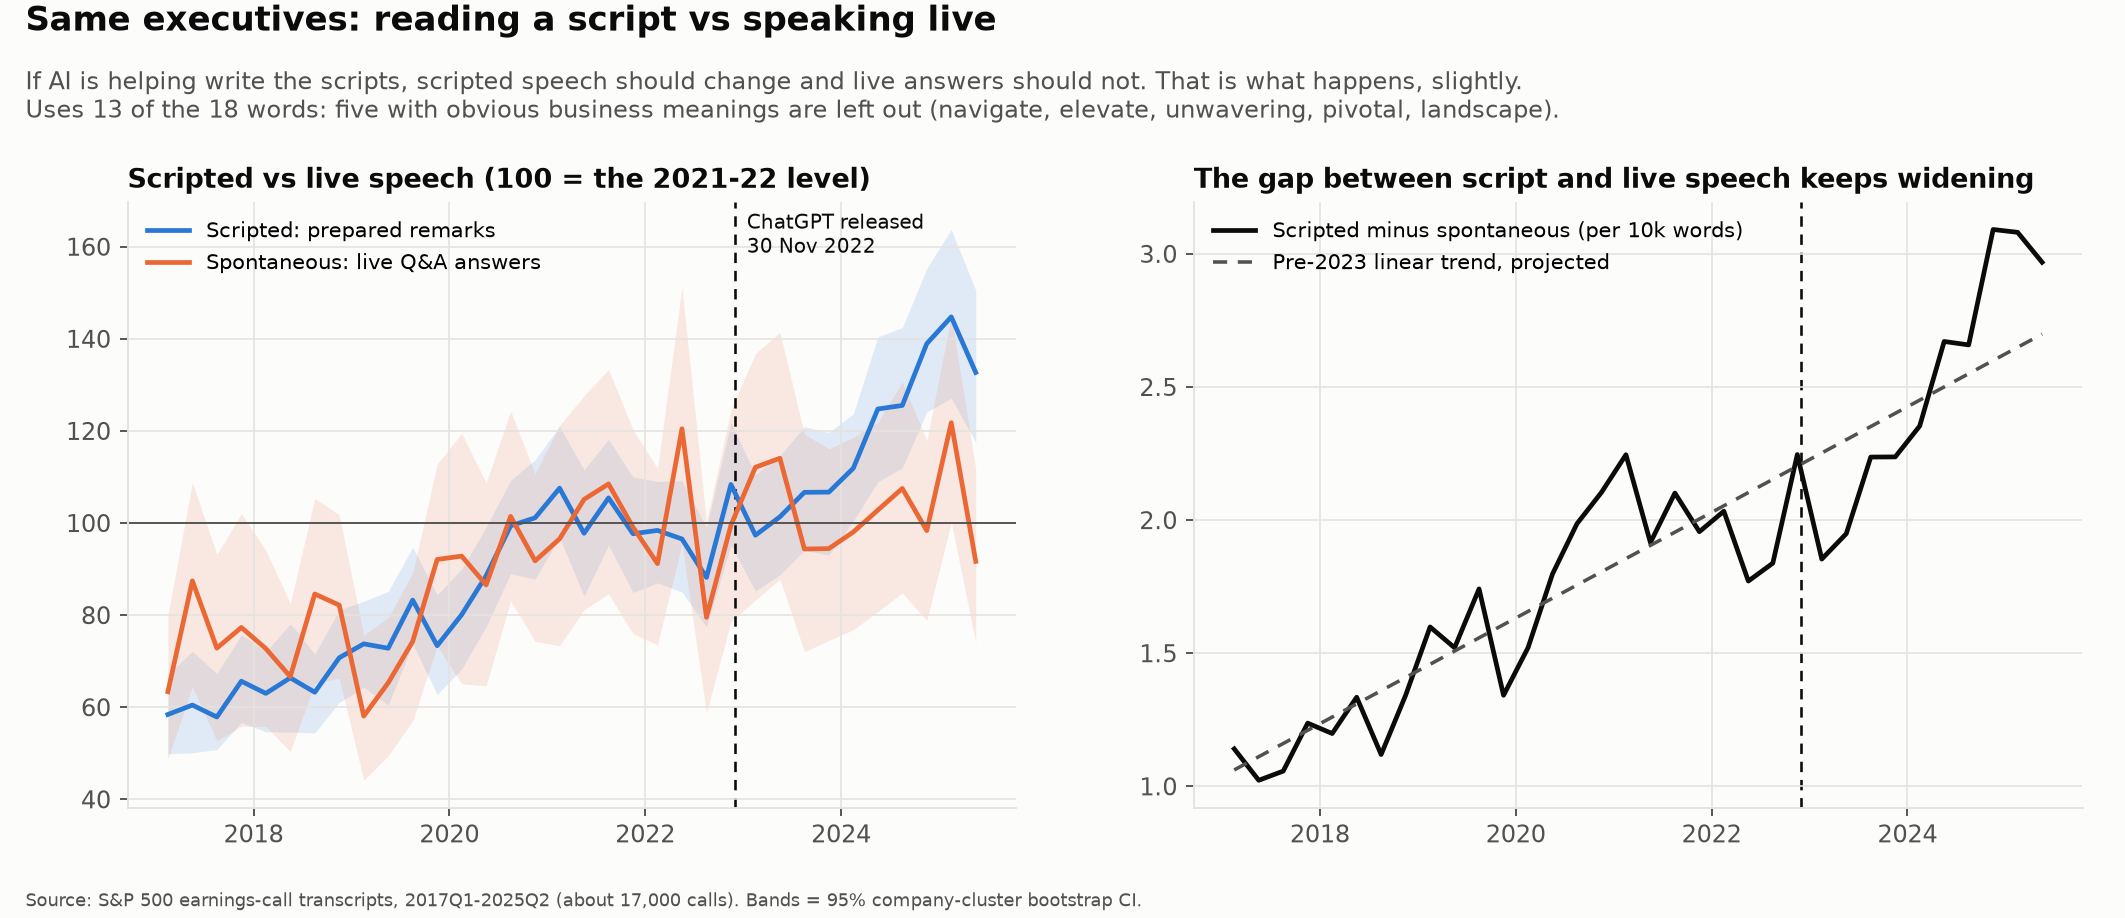 Same executives: reading a script vs speaking live
If AI is helping write the scripts, scripted speech should change and live answers should not. That is what happens, slightly.
Uses 13 of the 18 words: five with obvious business meanings are left out (navigate, elevate, unwavering, pivotal, landscape).
Scripted vs live speech (100 = the 2021-22 level)
Scripted: prepared remarks
Spontaneous: live Q&A answers
ChatGPT released
30 Nov 2022
160
140
120
100
80
60
40
2018
2020
2022
2024
The gap between script and live speech keeps widening
Scripted minus spontaneous (per 10k words)
Pre-2023 linear trend, projected
3.0
2.5
2.0
1.5
1.0
2018
2020
2022
2024
Source: S&P 500 earnings-call transcripts, 2017Q1-2025Q2 (about 17,000 calls). Bands = 95% company-cluster bootstrap CI.